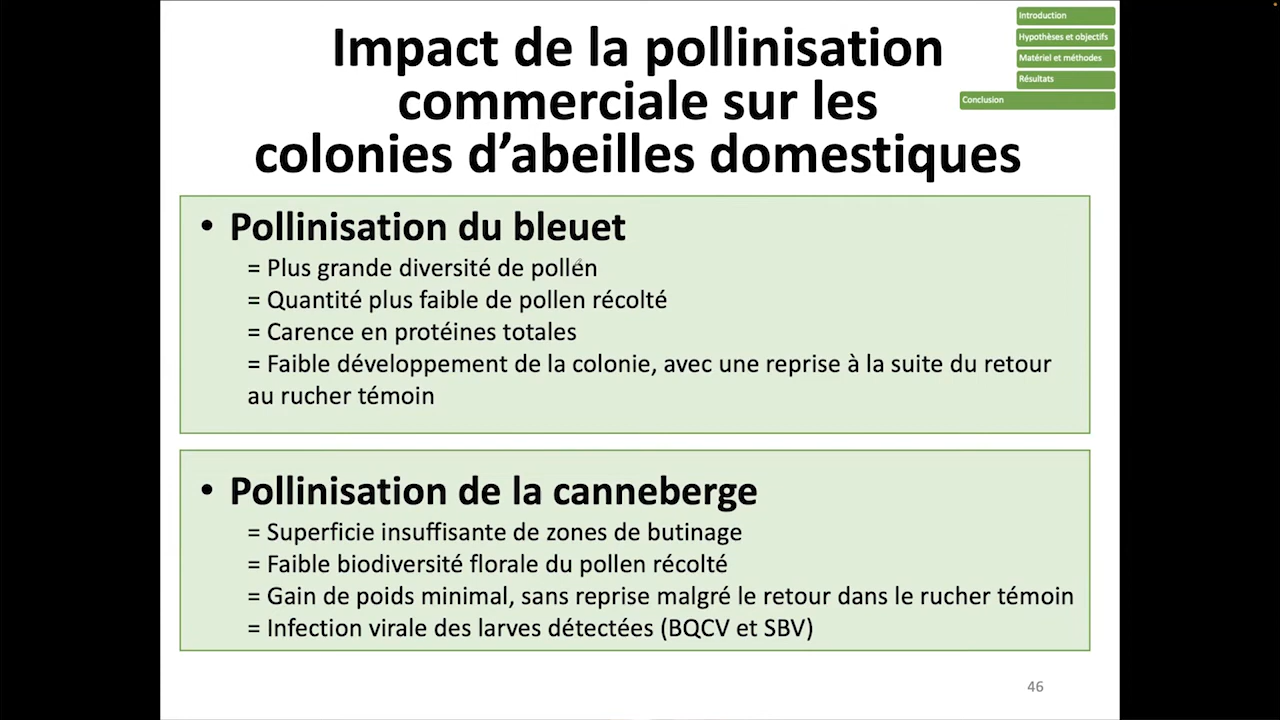 Impact de la pollinisation
commerciale sur les
colonies d’abeilles domestiques
Introduction
Hypothèses et objectifs
Matériel et méthodes
Résultats
Conclusion
• Pollinisation du bleuet
= Plus grande diversité de pollen
= Quantité plus faible de pollen récolté
= Carence en protéines totales
= Faible développement de la colonie, avec une reprise à la suite du retour
au rucher témoin
• Pollinisation de la canneberge
= Superficie insuffisante de zones de butinage
= Faible biodiversité florale du pollen récolté
= Gain de poids minimal, sans reprise malgré le retour dans le rucher témoin
= Infection virale des larves détectées (BQCV et SBV)
46